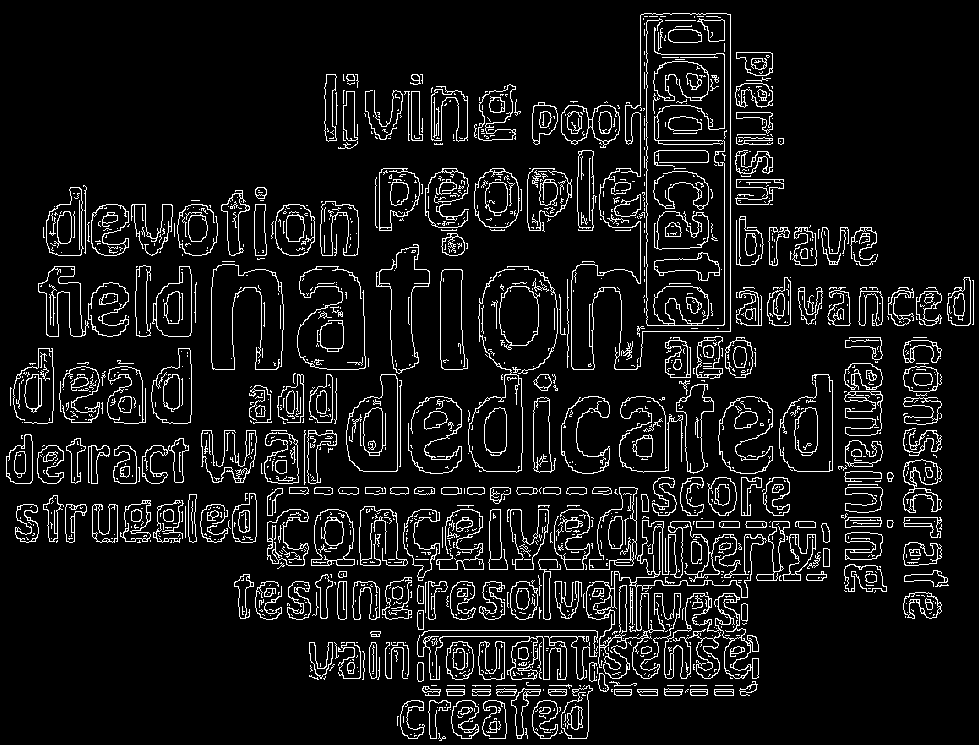 living
poor
perish
dedicate
people
devotion
brave
field
nation
advanced
ago
dead
add
dedicated
remaining
consecrate
detract
war
struggled
conceived
score
liberty
testing
resolve
lives
vain
fought
sense
created